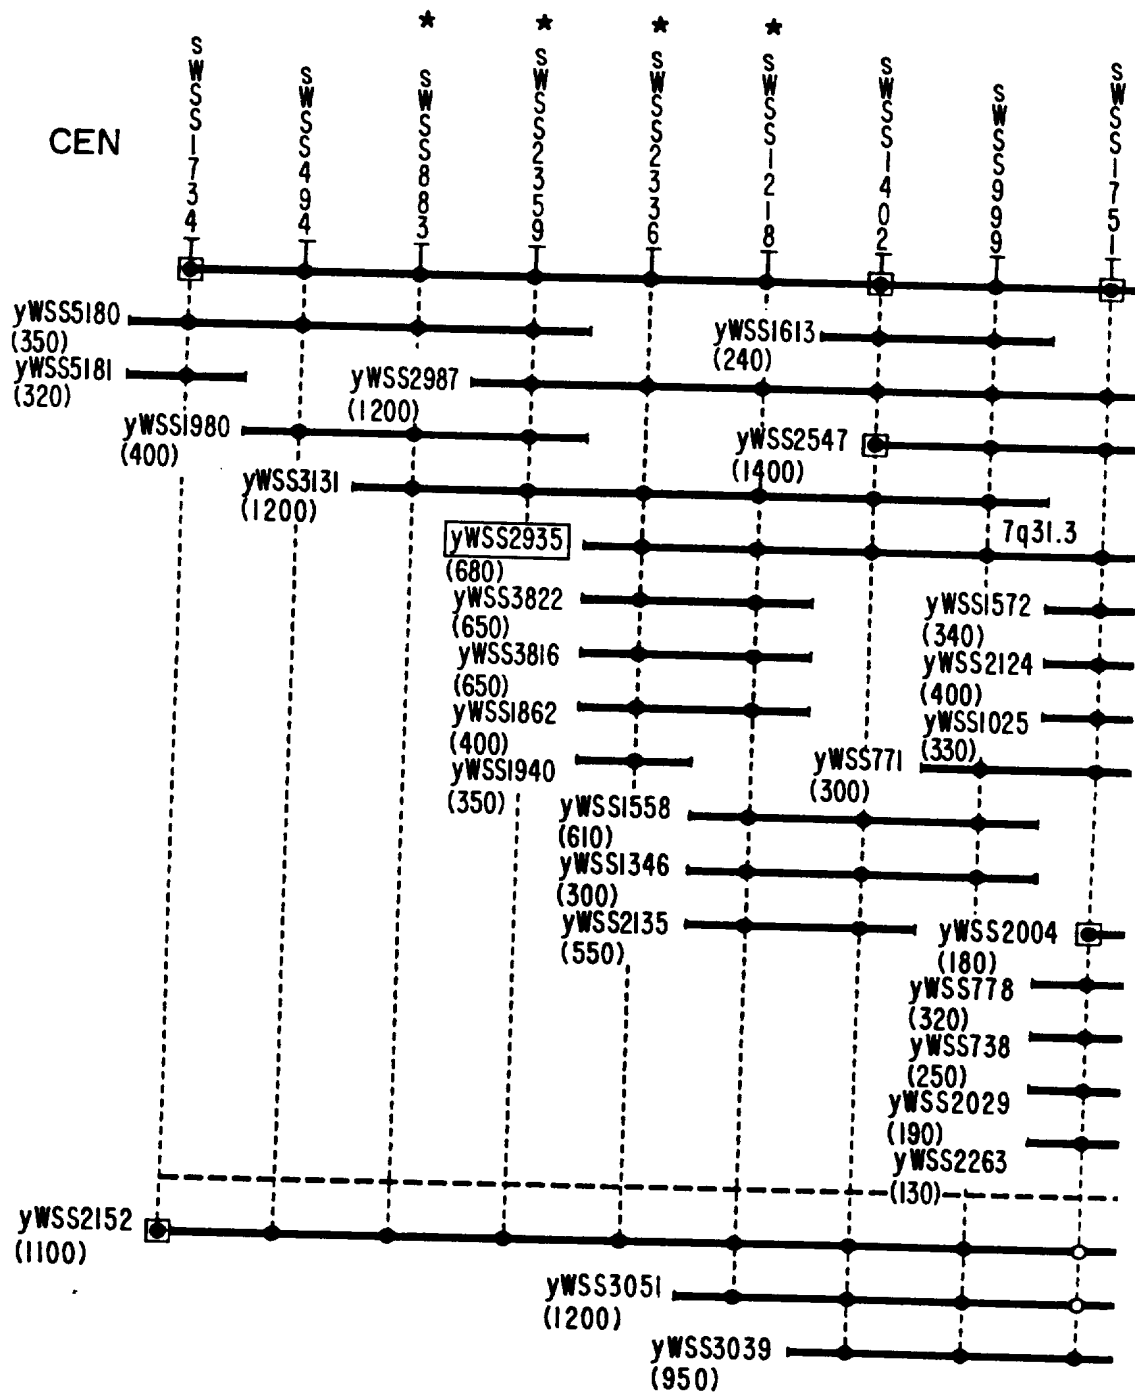 * * * *
sWSS1734 sWSS494 sWSS883 sWSS2359 sWSS2336 sWSS1218 sWSS1402 sWSS999 sWSS1751
CEN
yWSS5180
(350)
yWSS1613
(240)
yWSS5181
(320)
yWSS2987
(1200)
yWSS1980
(400)
yWSS2547
(1400)
yWSS3131
(1200)
7q31.3
yWSS2935
(680)
yWSS3822
(650)
yWSS1572
(340)
yWSS3816
(650)
yWSS2124
(400)
yWSS1862
(400)
yWSS1025
(330)
yWSS1940
(350)
yWSS771
(300)
yWSS1558
(610)
yWSS1346
(300)
yWSS2135
(550)
yWSS2004
(180)
yWSS778
(320)
yWSS738
(250)
yWSS2029
(190)
yWSS2263
(130)
yWSS2152
(1100)
yWSS3051
(1200)
yWSS3039
(950)